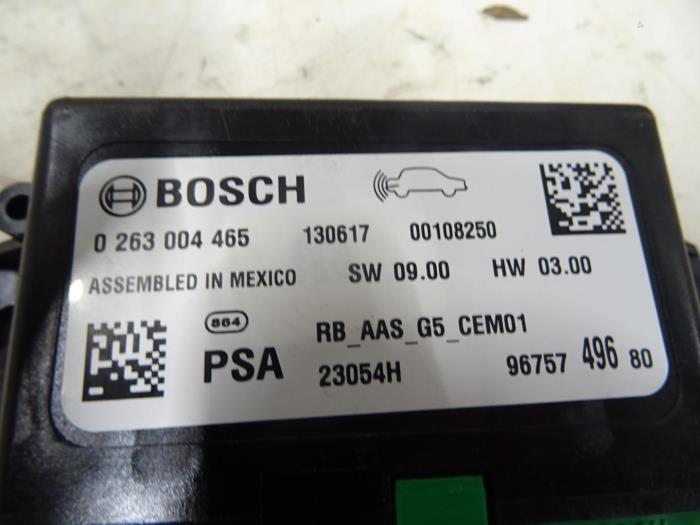 BOSCH
0 263 004 465 130617 00108250
ASSEMBLED IN MEXICO SW 09.00 HW 03.00
864 RB_AAS_G5_CEM01
PSA 23054H 96757 496 80